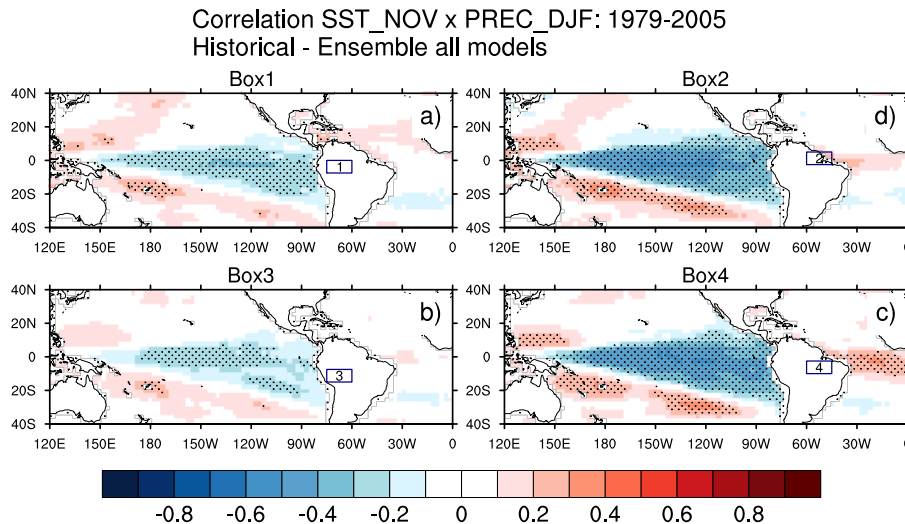 Correlation SST_NOV x PREC_DJF: 1979-2005
Historical - Ensemble all models
Box1
Box2
40N
20N
0
20S
40S
a)
1
120E 150E 180 150W 120W 90W 60W 30W 0
40N
20N
0
20S
40S
d)
2
120E 150E 180 150W 120W 90W 60W 30W 0
Box3
Box4
40N
20N
0
20S
40S
b)
3
120E 150E 180 150W 120W 90W 60W 30W 0
40N
20N
0
20S
40S
c)
4
120E 150E 180 150W 120W 90W 60W 30W 0
-0.8 -0.6 -0.4 -0.2 0 0.2 0.4 0.6 0.8